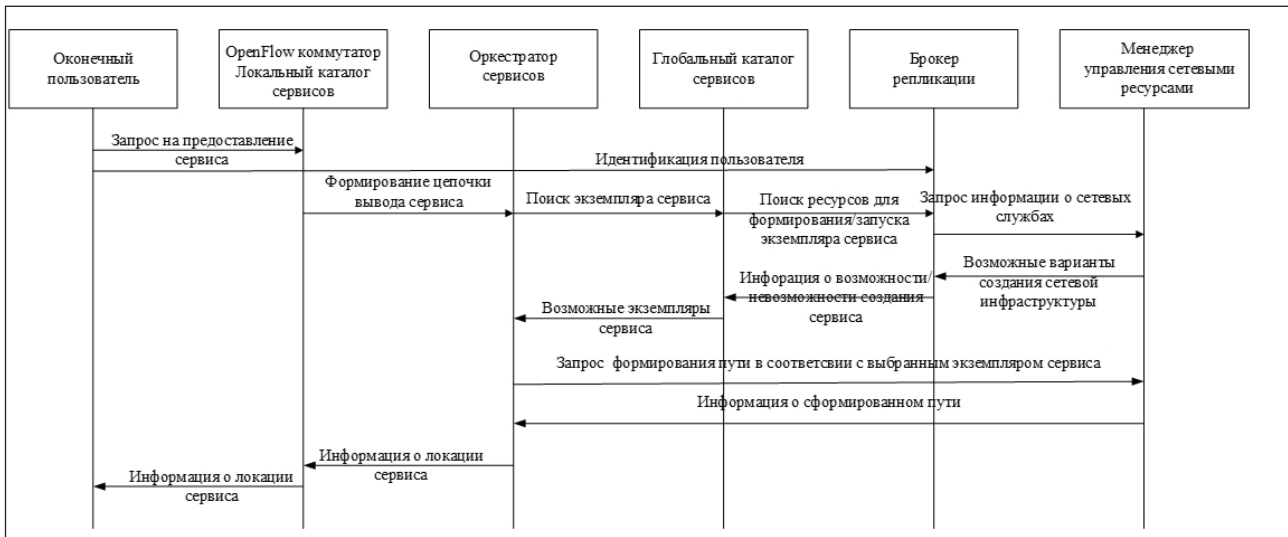 Оконечный
пользователь
OpenFlow коммутатор
Локальный каталог
сервисов
Оркестратор
сервисов
Глобальный каталог
сервисов
Брокер
репликации
Менеджер
управления сетевыми
ресурсами
Запрос на предоставление
сервиса
Идентификация пользователя
Формирование цепочки
вывода сервиса
Поиск экземпляра сервиса
Поиск ресурсов для
формирования/запуска
экземпляра сервиса
Запрос информации о сетевых
службах
Возможные варианты
создания сетевой
инфраструктуры
Инфорация о возможности/
невозможности создания
сервиса
Возможные экземпляры
сервиса
Запрос формирования пути в соответсвии с выбранным экземпляром сервиса
Информация о сформированном пути
Информация о локации
сервиса
Информация о локации
сервиса